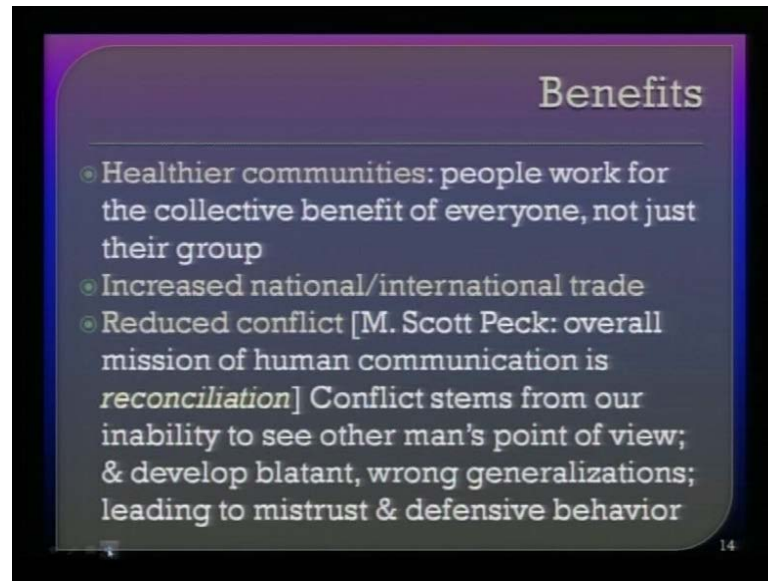 Benefits
Healthier communities: people work for
the collective benefit of everyone, not just
their group
Increased national/international trade
Reduced conflict [M. Scott Peck: overall
mission of human communication is
reconciliation] Conflict stems from our
inability to see other man's point of view;
& develop blatant, wrong generalizations;
leading to mistrust & defensive behavior
14